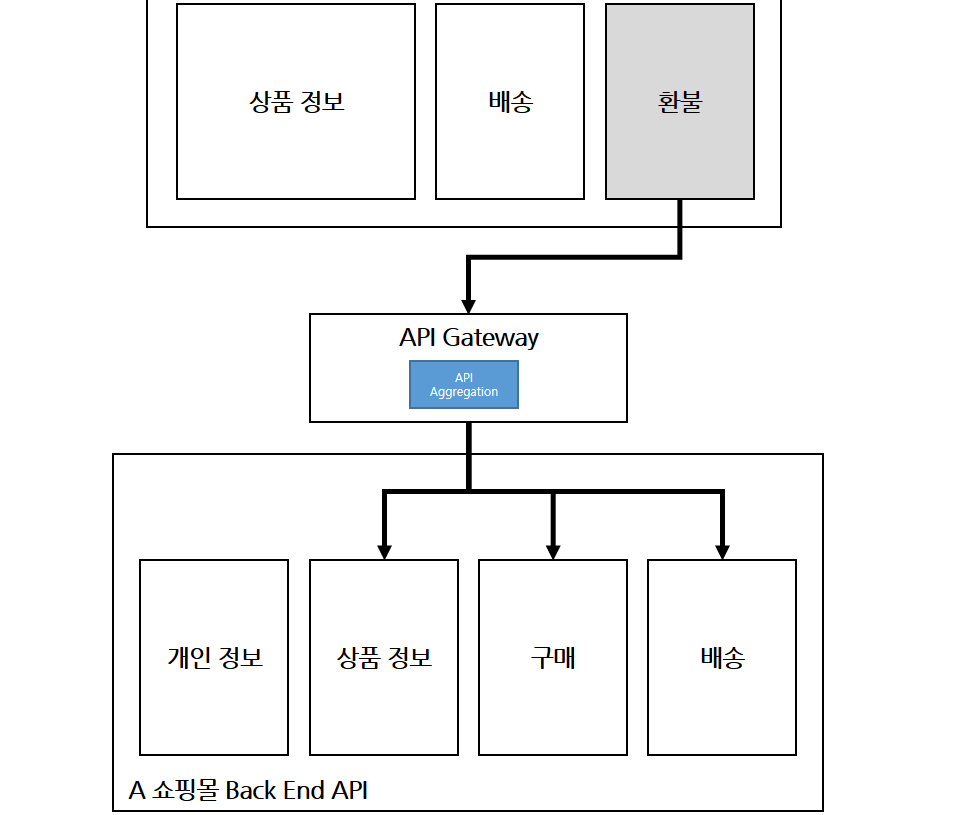 상품 정보
배송
환불
API Gateway
API
Aggregation
개인 정보
상품 정보
구매
배송
A 쇼핑몰 Back End API